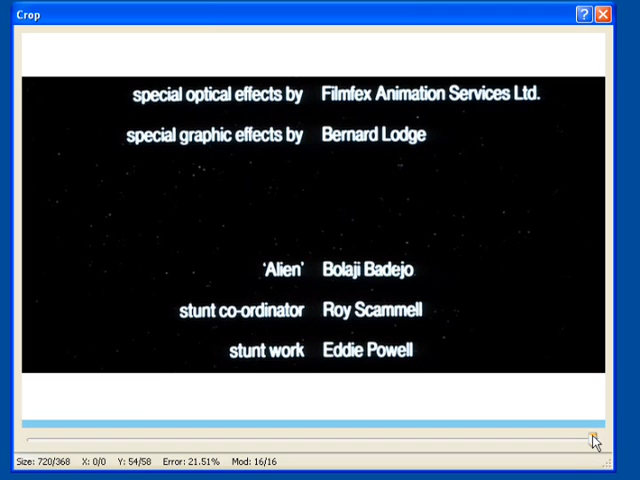 Crop
special optical effects by Filmfex Animation Services Ltd.
special graphic effects by Bernard Lodge
'Alien' Bolaji Badejo
stunt co-ordinator Roy Scammell
stunt work Eddie Powell
Size: 720/368 X: 0/0 Y: 54/58 Error: 21.51% Mod: 16/16